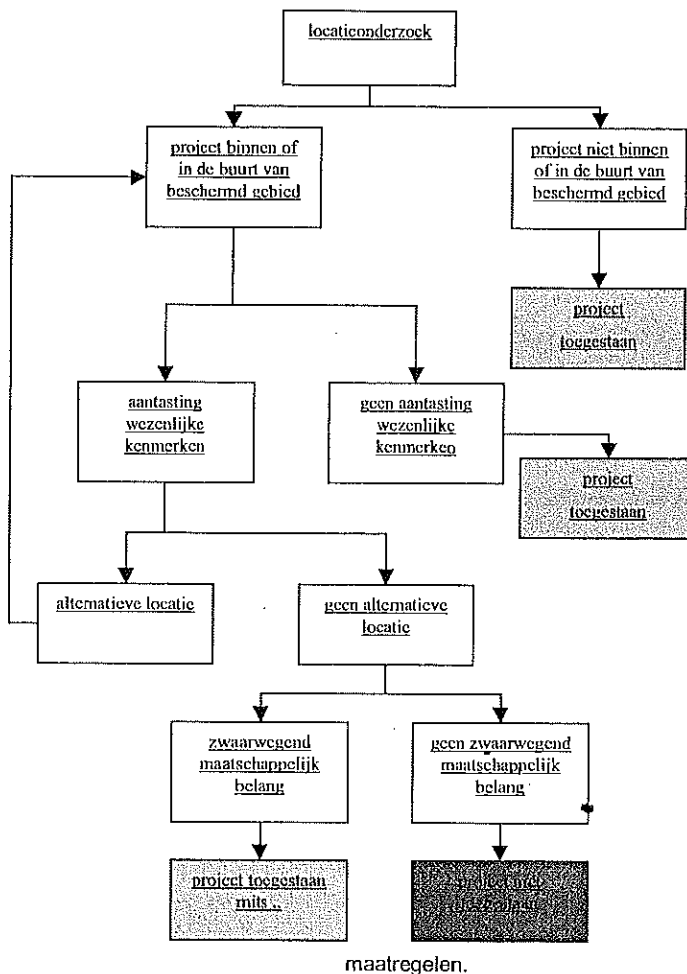 locatieonderzoek
project binnen of
in de buurt van
beschermd gebied
project niet binnen
of in de buurt van
beschermd gebied
project
toegestaan
aantasting
wezenlijke
kenmerken
geen aantasting
wezenlijke
kenmerken
project
toegestaan
alternatieve locatie
geen alternatieve
locatie
zwaarwegend
maatschappelijk
belang
geen zwaarwegend
maatschappelijk
belang
project toegestaan
mits ..
project
maatregelen.